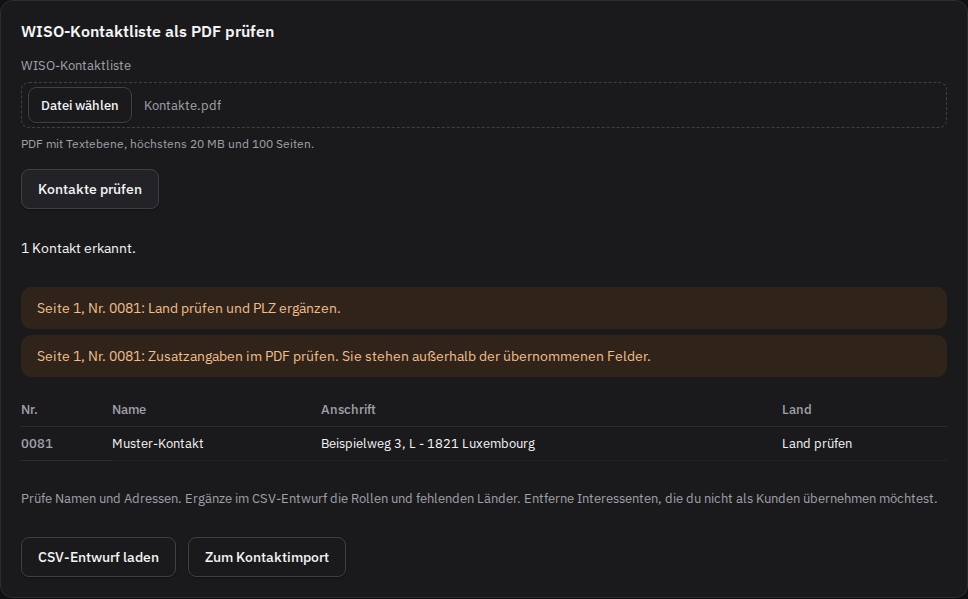 WISO-Kontaktliste als PDF prüfen
WISO-Kontaktliste
Datei wählen Kontakte.pdf
PDF mit Textebene, höchstens 20 MB und 100 Seiten.
Kontakte prüfen
1 Kontakt erkannt.
Seite 1, Nr. 0081: Land prüfen und PLZ ergänzen.
Seite 1, Nr. 0081: Zusatzangaben im PDF prüfen. Sie stehen außerhalb der übernommenen Felder.
Nr. Name Anschrift Land
0081 Muster-Kontakt Beispielweg 3, L - 1821 Luxembourg Land prüfen
Prüfe Namen und Adressen. Ergänze im CSV-Entwurf die Rollen und fehlenden Länder. Entferne Interessenten, die du nicht als Kunden übernehmen möchtest.
CSV-Entwurf laden Zum Kontaktimport